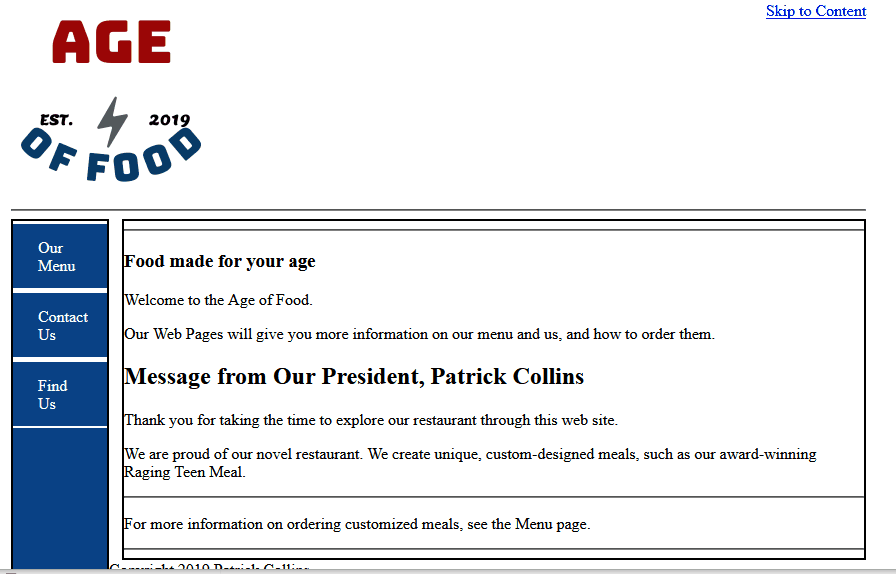 Skip to Content
AGE
EST. 2019
OF FOOD
Our
Menu
Contact
Us
Find
Us
Food made for your age
Welcome to the Age of Food.
Our Web Pages will give you more information on our menu and us, and how to order them.
Message from Our President, Patrick Collins
Thank you for taking the time to explore our restaurant through this web site.
We are proud of our novel restaurant. We create unique, custom-designed meals, such as our award-winning
Raging Teen Meal.
For more information on ordering customized meals, see the Menu page.
Copyright 2019 Patrick Collins